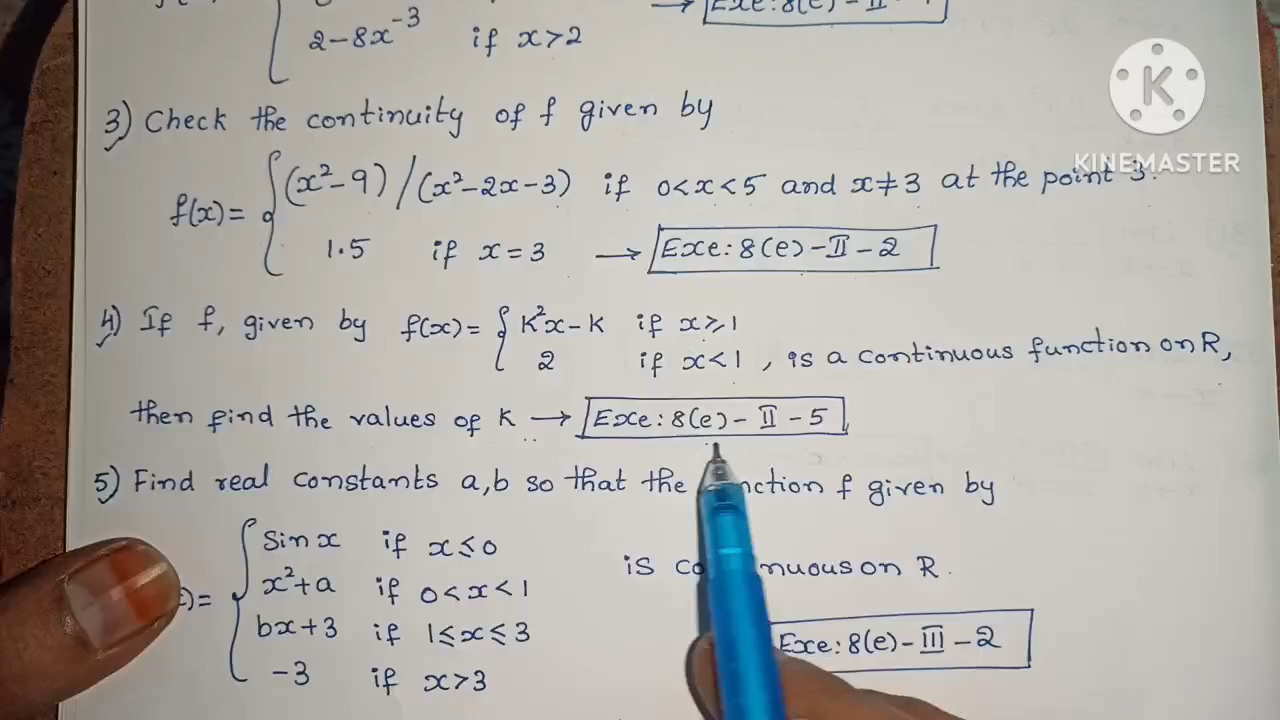 2-8x^-3 if x>2 → Exe: 8(e)-II-
3) Check the continuity of f given by
f(x)= { (x²-9)/(x²-2x-3) if 0<x<5 and x≠3 at the point 3.
1.5 if x=3 → Exe: 8(e)-II-2
4) If f, given by f(x)= { K²x-K if x≥1
2 if x<1, is a continuous function on R,
then find the values of K → Exe: 8(e)-II-5
5) Find real constants a,b so that the function f given by
Sinx if x≤0
x²+a if 0<x<1 is continuous on R.
)= { bx+3 if 1≤x≤3
-3 if x>3 Exe: 8(e)-III-2
K
KINEMASTER